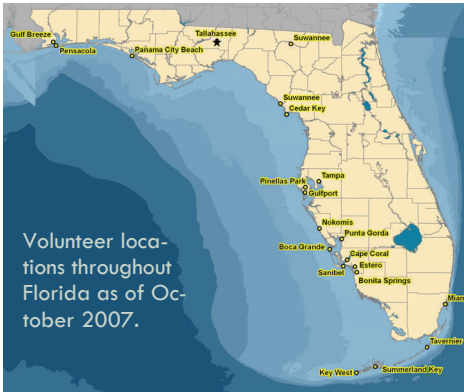 Tallahassee
Gulf Breeze
Suwannee
Pensacola
Panama City Beach
Suwannee
Cedar Key
Tampa
Pinellas Park
Gulfport
Nokomis
Punta Gorda
Boca Grande
Cape Coral
Estero
Sanibel
Bonita Springs
Volunteer loca-
tions throughout
Florida as of Oc-
tober 2007.
Miam
Tavernier
Key West
Summerland Key